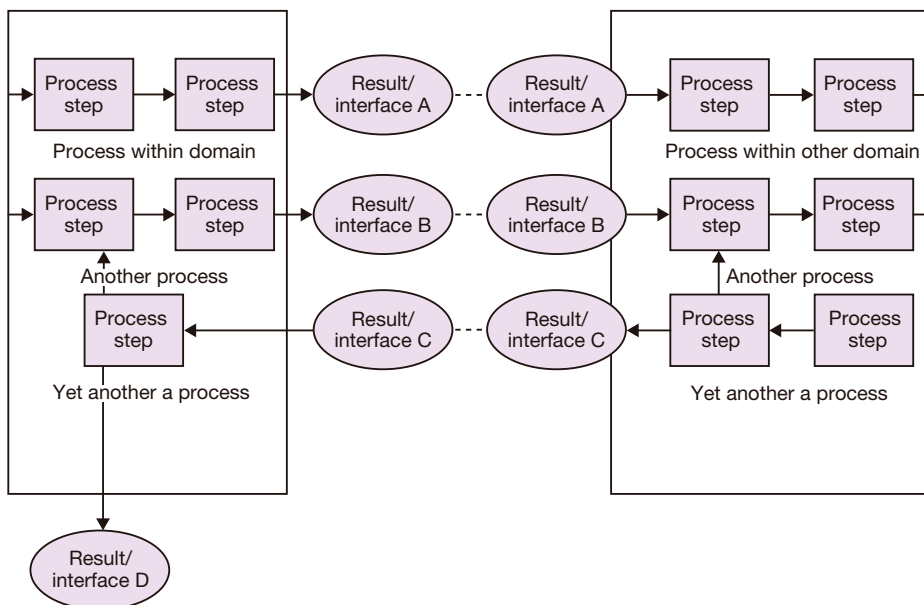 Process
step
Process
step
Result/
interface A
Result/
interface A
Process
step
Process
step
Process within domain
Process within other domain
Process
step
Process
step
Result/
interface B
Result/
interface B
Process
step
Process
step
Another process
Another process
Process
step
Result/
interface C
Result/
interface C
Process
step
Process
step
Yet another a process
Yet another a process
Result/
interface D